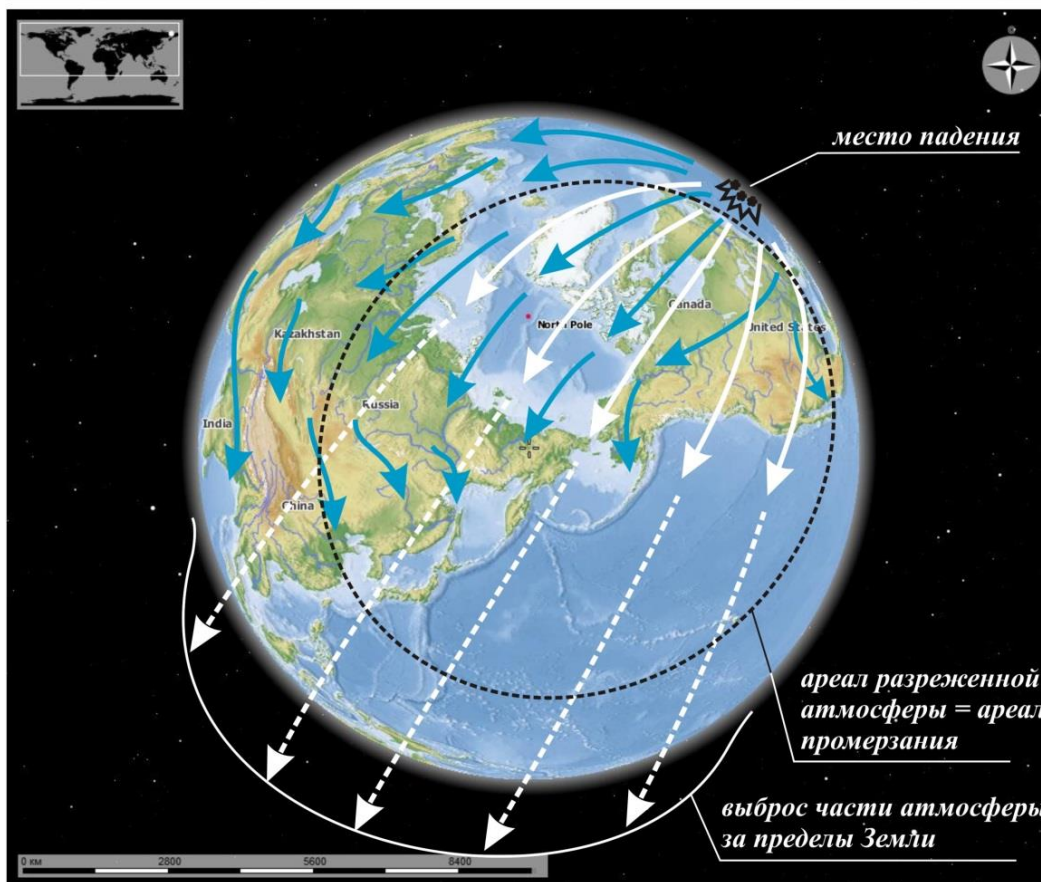 место падения
Canada
North Pole
United States
Kazakhstan
Russia
India
China
ареал разреженной
атмосферы = ареал
промерзания
выброс части атмосферы
за пределы Земли
0 км 2800 5600 8400